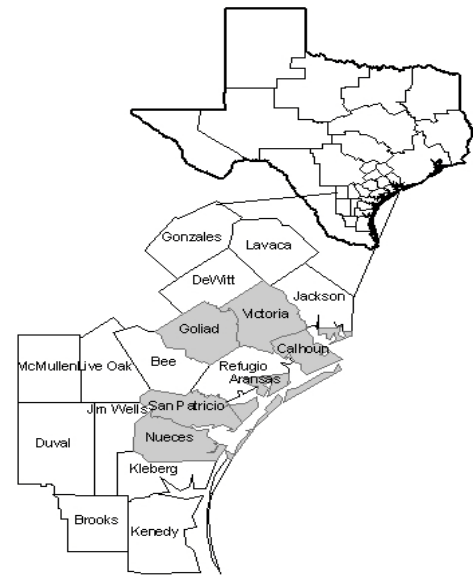 Gonzales
Lavaca
DeWitt
Jackson
Victoria
Goliad
Calhoun
Bee
Refugio
McMullen
Live Oak
Aransas
San Patricio
Jim Wells
Duval
Nueces
Kleberg
Brooks
Kenedy